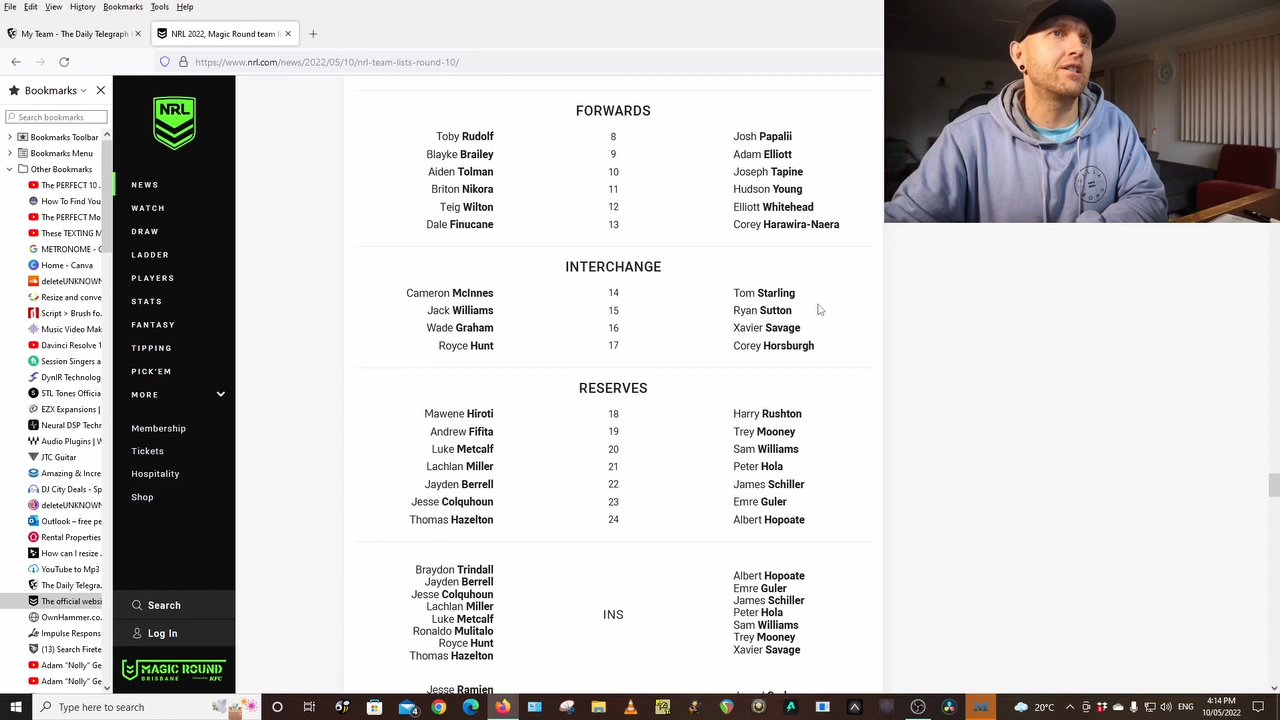 File Edit View History Bookmarks Tools Help
My Team - The Daily Telegraph
NRL 2022, Magic Round team li
https://www.nrl.com/news/2022/05/10/nrl-team-lists-round-10/
Bookmarks
Search bookmarks
Bookmarks Toolbar
Bookmarks Menu
Other Bookmarks
The PERFECT 10 .
How To Find You
The PERFECT Mo
These TEXTING M
METRONOME - G
Home - Canva
deleteUNKNOWN
Resize and conve
Script > Brush fo.
Music Video Mak
Davinci Resolve 1
Session Singers a
DynIR Technolog
STL Tones Officia
EZX Expansions |
Neural DSP Techn
Audio Plugins | W
JTC Guitar
Amazing & Incre
DJ City Deals - Sp
deleteUNKNOWN
Outlook – free pe
Rental Properties
How can I resize .
YouTube to Mp3
The Daily Telegra.
The official websi
OwnHammer.co.
Impulse Respons
(13) Search Firete
Adam "Nolly" Ge
Adam "Nolly" Ge
NRL
NEWS
WATCH
DRAW
LADDER
PLAYERS
STATS
FANTASY
TIPPING
PICK'EM
MORE
Membership
Tickets
Hospitality
Shop
Search
Log In
MAGIC ROUND
BRISBANE
KFC
FORWARDS
Toby Rudolf 8 Josh Papalii
Blayke Brailey 9 Adam Elliott
Aiden Tolman 10 Joseph Tapine
Briton Nikora 11 Hudson Young
Teig Wilton 12 Elliott Whitehead
Dale Finucane 13 Corey Harawira-Naera
INTERCHANGE
Cameron McInnes 14 Tom Starling
Jack Williams 15 Ryan Sutton
Wade Graham 16 Xavier Savage
Royce Hunt 17 Corey Horsburgh
RESERVES
Mawene Hiroti 18 Harry Rushton
Andrew Fifita 19 Trey Mooney
Luke Metcalf 20 Sam Williams
Lachlan Miller 21 Peter Hola
Jayden Berrell 22 James Schiller
Jesse Colquhoun 23 Emre Guler
Thomas Hazelton 24 Albert Hopoate
Braydon Trindall
Jayden Berrell
Jesse Colquhoun
Lachlan Miller
Luke Metcalf
Ronaldo Mulitalo
Royce Hunt
Thomas Hazelton
INS
Albert Hopoate
Emre Guler
James Schiller
Peter Hola
Sam Williams
Trey Mooney
Xavier Savage
Jesse Ramien
Type here to search
20°C
ENG
4:14 PM
10/05/2022